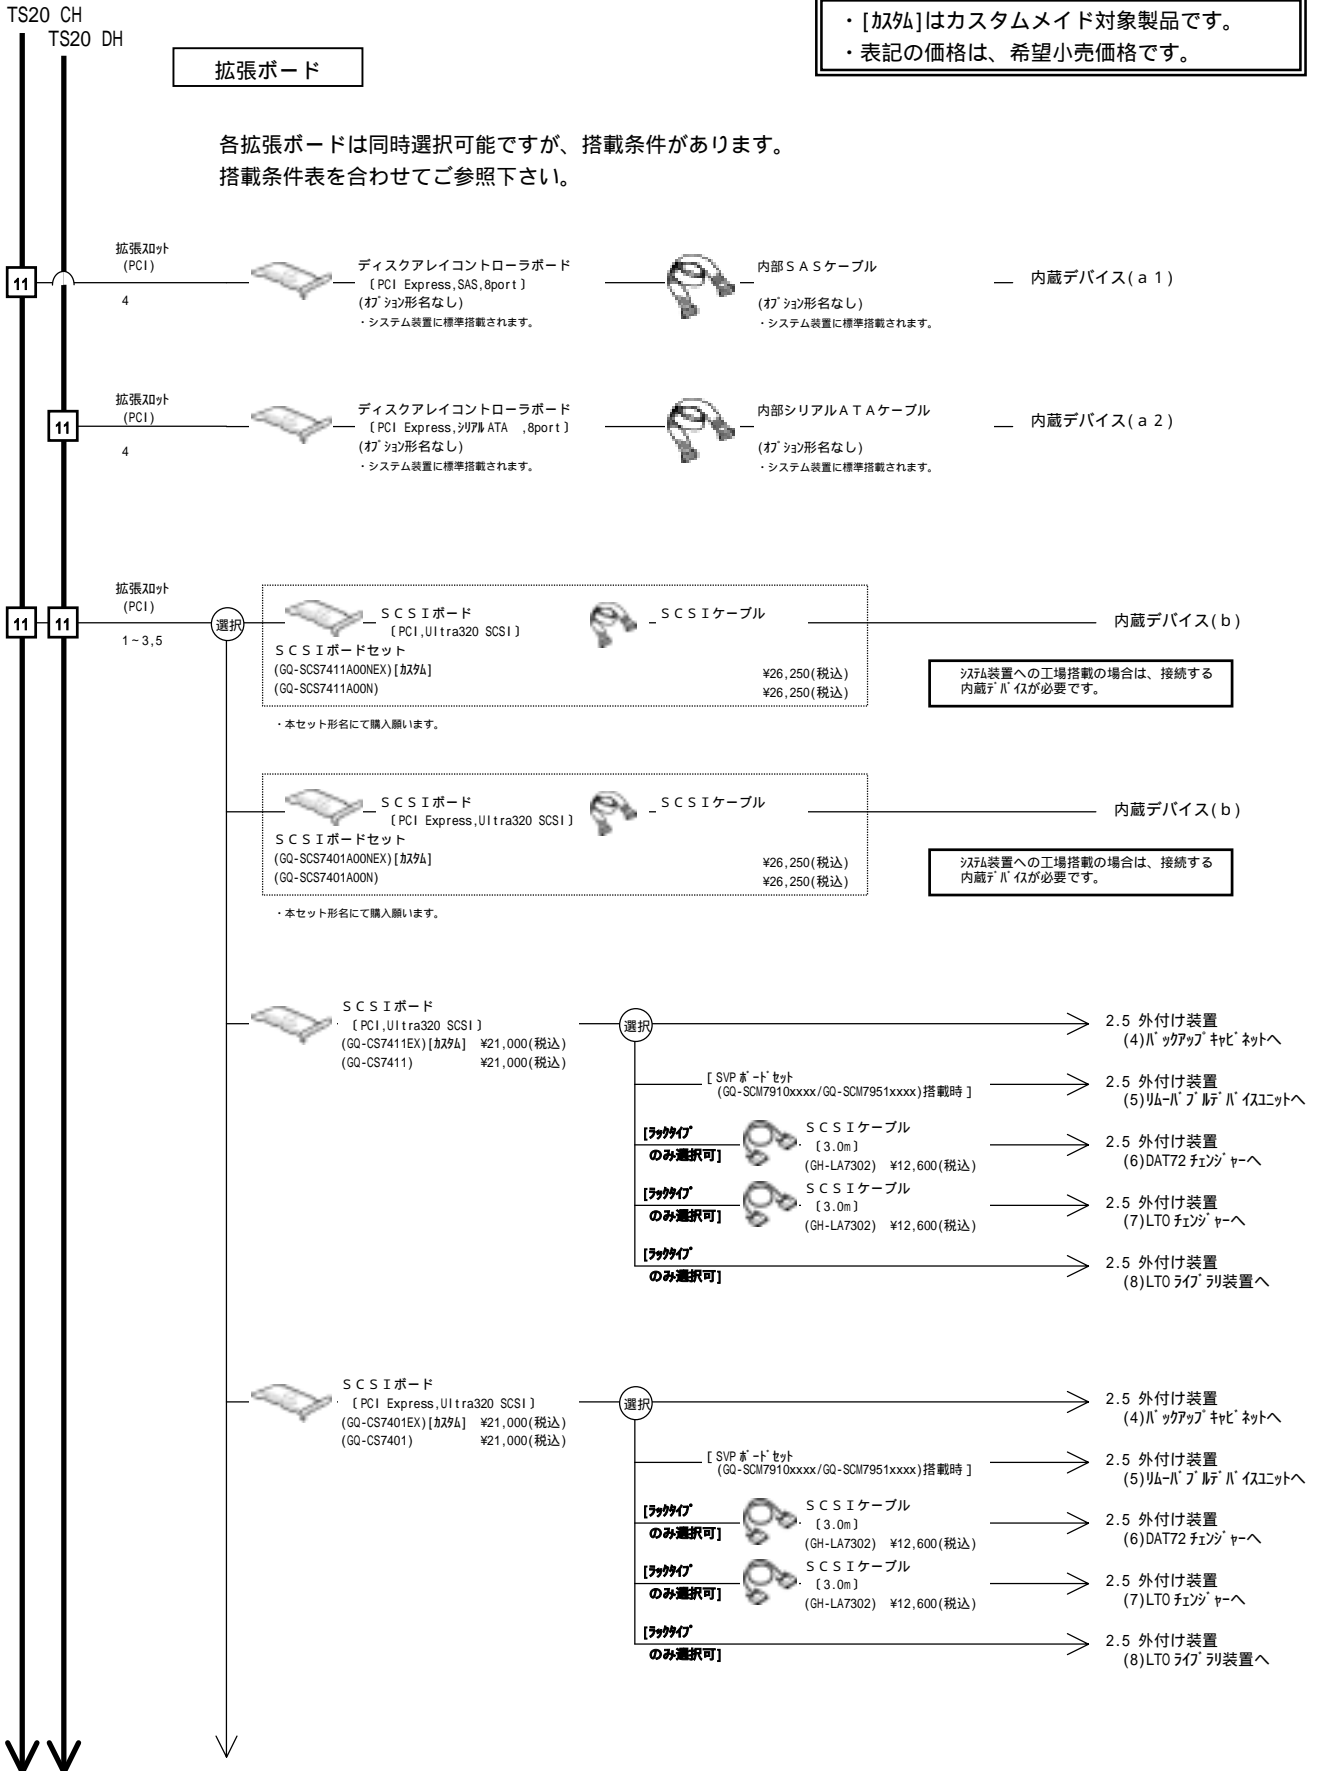 TS20 CH
TS20 DH
・[ｶｽﾀﾑ]はカスタムメイド対象製品です。
・表記の価格は、希望小売価格です。
拡張ボード
各拡張ボードは同時選択可能ですが、搭載条件があります。
搭載条件表を合わせてご参照下さい。
11
拡張ｽﾛｯﾄ
(PCI)
4
ディスクアレイコントローラボード
〔PCI Express,SAS,8port〕
(ｵﾌﾟｼｮﾝ形名なし)
・システム装置に標準搭載されます。
内部ＳＡＳケーブル
(ｵﾌﾟｼｮﾝ形名なし)
・システム装置に標準搭載されます。
内蔵デバイス(ａ１)
11
拡張ｽﾛｯﾄ
(PCI)
4
ディスクアレイコントローラボード
〔PCI Express,ｼﾘｱﾙATA ,8port〕
(ｵﾌﾟｼｮﾝ形名なし)
・システム装置に標準搭載されます。
内部シリアルＡＴＡケーブル
(ｵﾌﾟｼｮﾝ形名なし)
・システム装置に標準搭載されます。
内蔵デバイス(ａ２)
11
11
拡張ｽﾛｯﾄ
(PCI)
1~3,5
選択
ＳＣＳＩボード
〔PCI,Ultra320 SCSI〕
ＳＣＳＩケーブル
ＳＣＳＩボードセット
(GQ-SCS7411A00NEX)[ｶｽﾀﾑ] ¥26,250(税込)
(GQ-SCS7411A00N) ¥26,250(税込)
・本セット形名にて購入願います。
内蔵デバイス(ｂ)
ｼｽﾃﾑ装置への工場搭載の場合は、接続する
内蔵ﾃﾞﾊﾞｲｽが必要です。
ＳＣＳＩボード
〔PCI Express,Ultra320 SCSI〕
ＳＣＳＩケーブル
ＳＣＳＩボードセット
(GQ-SCS7401A00NEX)[ｶｽﾀﾑ] ¥26,250(税込)
(GQ-SCS7401A00N) ¥26,250(税込)
・本セット形名にて購入願います。
内蔵デバイス(ｂ)
ｼｽﾃﾑ装置への工場搭載の場合は、接続する
内蔵ﾃﾞﾊﾞｲｽが必要です。
ＳＣＳＩボード
〔PCI,Ultra320 SCSI〕
(GQ-CS7411EX)[ｶｽﾀﾑ] ¥21,000(税込)
(GQ-CS7411) ¥21,000(税込)
選択
2.5 外付け装置
(4)ﾊﾞｯｸｱｯﾌﾟｷｬﾋﾞﾈｯﾄへ
[SVPﾎﾞｰﾄﾞｾｯﾄ
(GQ-SCM7910xxxx/GQ-SCM7951xxxx)搭載時]
2.5 外付け装置
(5)ﾘﾑｰﾊﾞﾌﾞﾙﾃﾞﾊﾞｲｽﾕﾆｯﾄへ
[ﾗｯｸﾀｲﾌﾟ
のみ選択可]
ＳＣＳＩケーブル
〔3.0m〕
(GH-LA7302) ¥12,600(税込)
2.5 外付け装置
(6)DAT72ﾁｪﾝｼﾞｬｰへ
[ﾗｯｸﾀｲﾌﾟ
のみ選択可]
ＳＣＳＩケーブル
〔3.0m〕
(GH-LA7302) ¥12,600(税込)
2.5 外付け装置
(7)LTOﾁｪﾝｼﾞｬｰへ
[ﾗｯｸﾀｲﾌﾟ
のみ選択可]
2.5 外付け装置
(8)LTOﾗｲﾌﾞﾗﾘ装置へ
ＳＣＳＩボード
〔PCI Express,Ultra320 SCSI〕
(GQ-CS7401EX)[ｶｽﾀﾑ] ¥21,000(税込)
(GQ-CS7401) ¥21,000(税込)
選択
2.5 外付け装置
(4)ﾊﾞｯｸｱｯﾌﾟｷｬﾋﾞﾈｯﾄへ
[SVPﾎﾞｰﾄﾞｾｯﾄ
(GQ-SCM7910xxxx/GQ-SCM7951xxxx)搭載時]
2.5 外付け装置
(5)ﾘﾑｰﾊﾞﾌﾞﾙﾃﾞﾊﾞｲｽﾕﾆｯﾄへ
[ﾗｯｸﾀｲﾌﾟ
のみ選択可]
ＳＣＳＩケーブル
〔3.0m〕
(GH-LA7302) ¥12,600(税込)
2.5 外付け装置
(6)DAT72ﾁｪﾝｼﾞｬｰへ
[ﾗｯｸﾀｲﾌﾟ
のみ選択可]
ＳＣＳＩケーブル
〔3.0m〕
(GH-LA7302) ¥12,600(税込)
2.5 外付け装置
(7)LTOﾁｪﾝｼﾞｬｰへ
[ﾗｯｸﾀｲﾌﾟ
のみ選択可]
2.5 外付け装置
(8)LTOﾗｲﾌﾞﾗﾘ装置へ